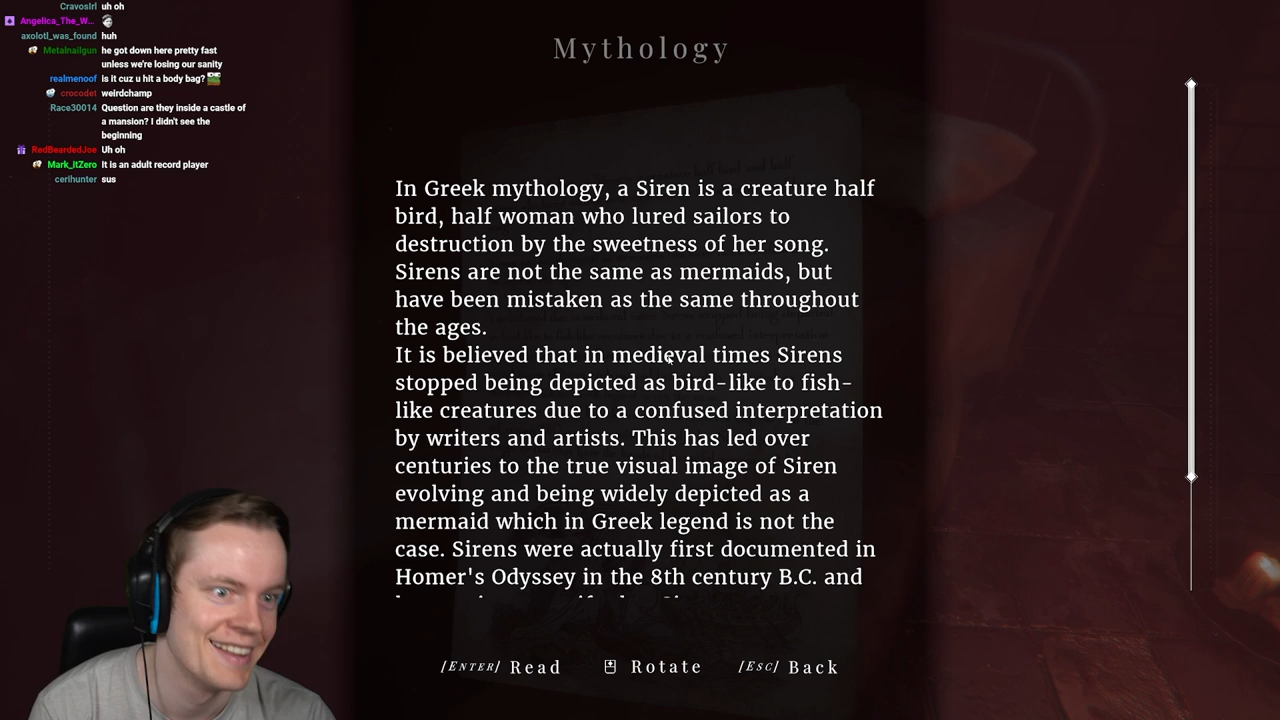 CravosIrl uh oh
Angelica_The_W...
axolotl_was_found huh
Metalnailgun he got down here pretty fast
unless we're losing our sanity
realmenoof is it cuz u hit a body bag?
crocodet weirdchamp
Race30014 Question are they inside a castle of
a mansion? I didn't see the
beginning
RedBeardedJoe Uh oh
Mark_ItZero It is an adult record player
cerihunter sus
Mythology
In Greek mythology, a Siren is a creature half
bird, half woman who lured sailors to
destruction by the sweetness of her song.
Sirens are not the same as mermaids, but
have been mistaken as the same throughout
the ages.
It is believed that in medieval times Sirens
stopped being depicted as bird-like to fish-
like creatures due to a confused interpretation
by writers and artists. This has led over
centuries to the true visual image of Siren
evolving and being widely depicted as a
mermaid which in Greek legend is not the
case. Sirens were actually first documented in
Homer's Odyssey in the 8th century B.C. and
[ENTER] Read Rotate [ESC] Back